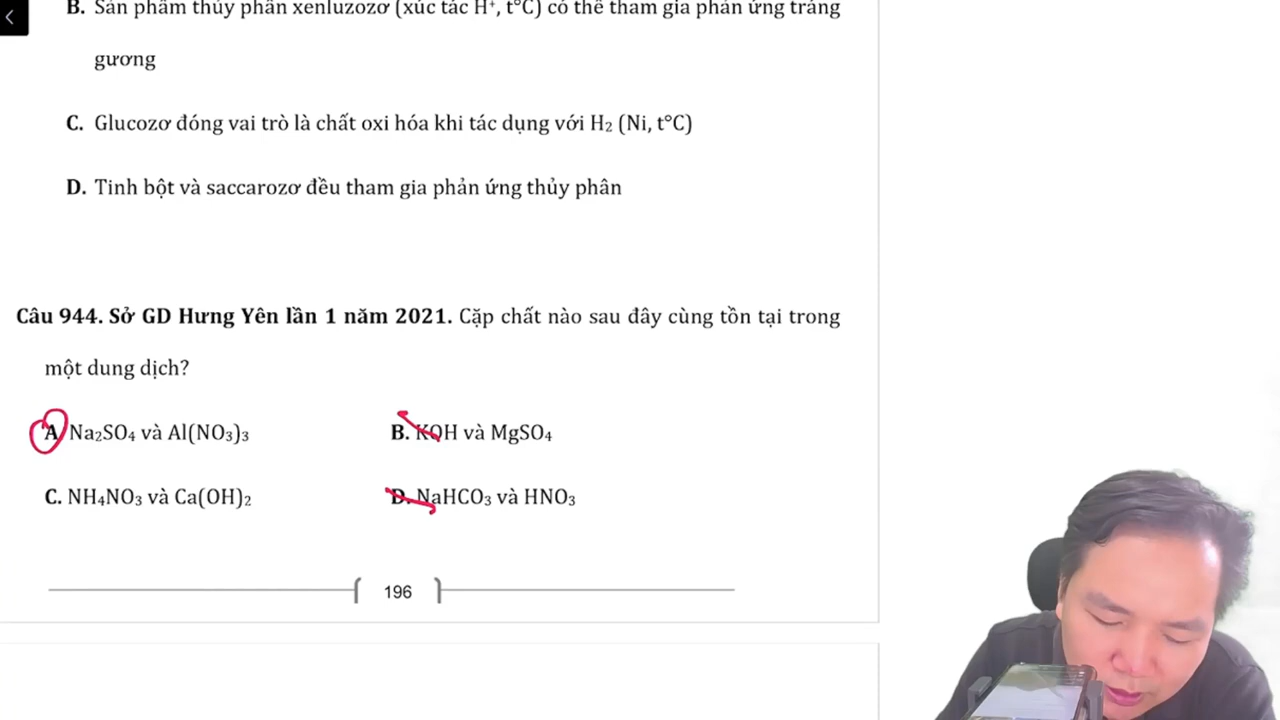 B. Sản phẩm thủy phân xenluzozơ (xúc tác H⁺, t°C) có thể tham gia phản ứng tráng
gương
C. Glucozơ đóng vai trò là chất oxi hóa khi tác dụng với H₂ (Ni, t°C)
D. Tinh bột và saccarozơ đều tham gia phản ứng thủy phân
Câu 944. Sở GD Hưng Yên lần 1 năm 2021. Cặp chất nào sau đây cùng tồn tại trong
một dung dịch?
A. Na₂SO₄ và Al(NO₃)₃ B. KOH và MgSO₄
C. NH₄NO₃ và Ca(OH)₂ D. NaHCO₃ và HNO₃
196